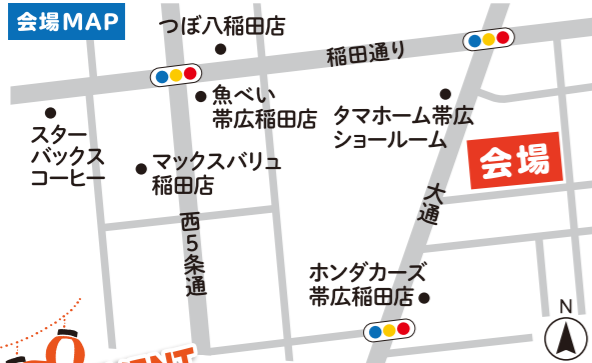 会場MAP
つぼ八稲田店
稲田通り
魚べい
帯広稲田店
タマホーム帯広
ショールーム
スター
バックス
コーヒー
マックスバリュ
稲田店
会場
大通
西5条通
ホンダカーズ
帯広稲田店
N